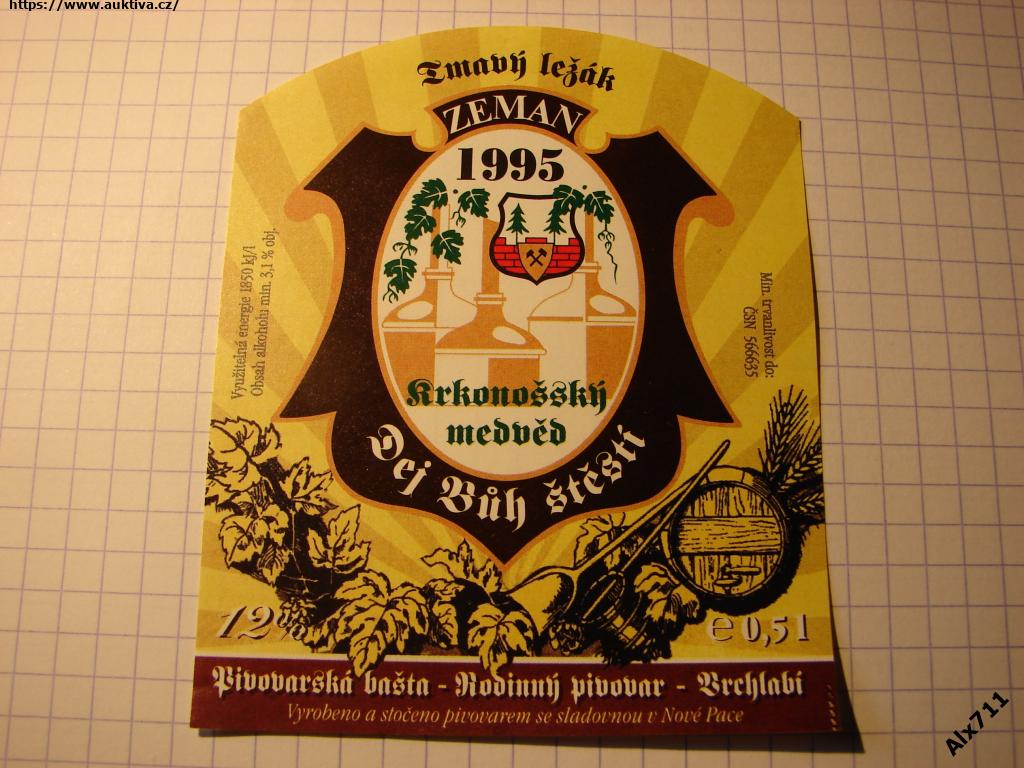 https://www.auktiva.cz/
Tmavý ležák
ZEMAN
1995
Využitelná energie 1850 kJ/l
Obsah alkoholu min. 3,1 % obj.
Min. trvanlivost do:
ČSN 566635
Krkonošský
medvěd
Dej Bůh štěstí
12%
e 0,5 l
Pivovarská bašta - Rodinný pivovar - Vrchlabí
Vyrobeno a stočeno pivovarem se sladovnou v Nové Pace
Alx711